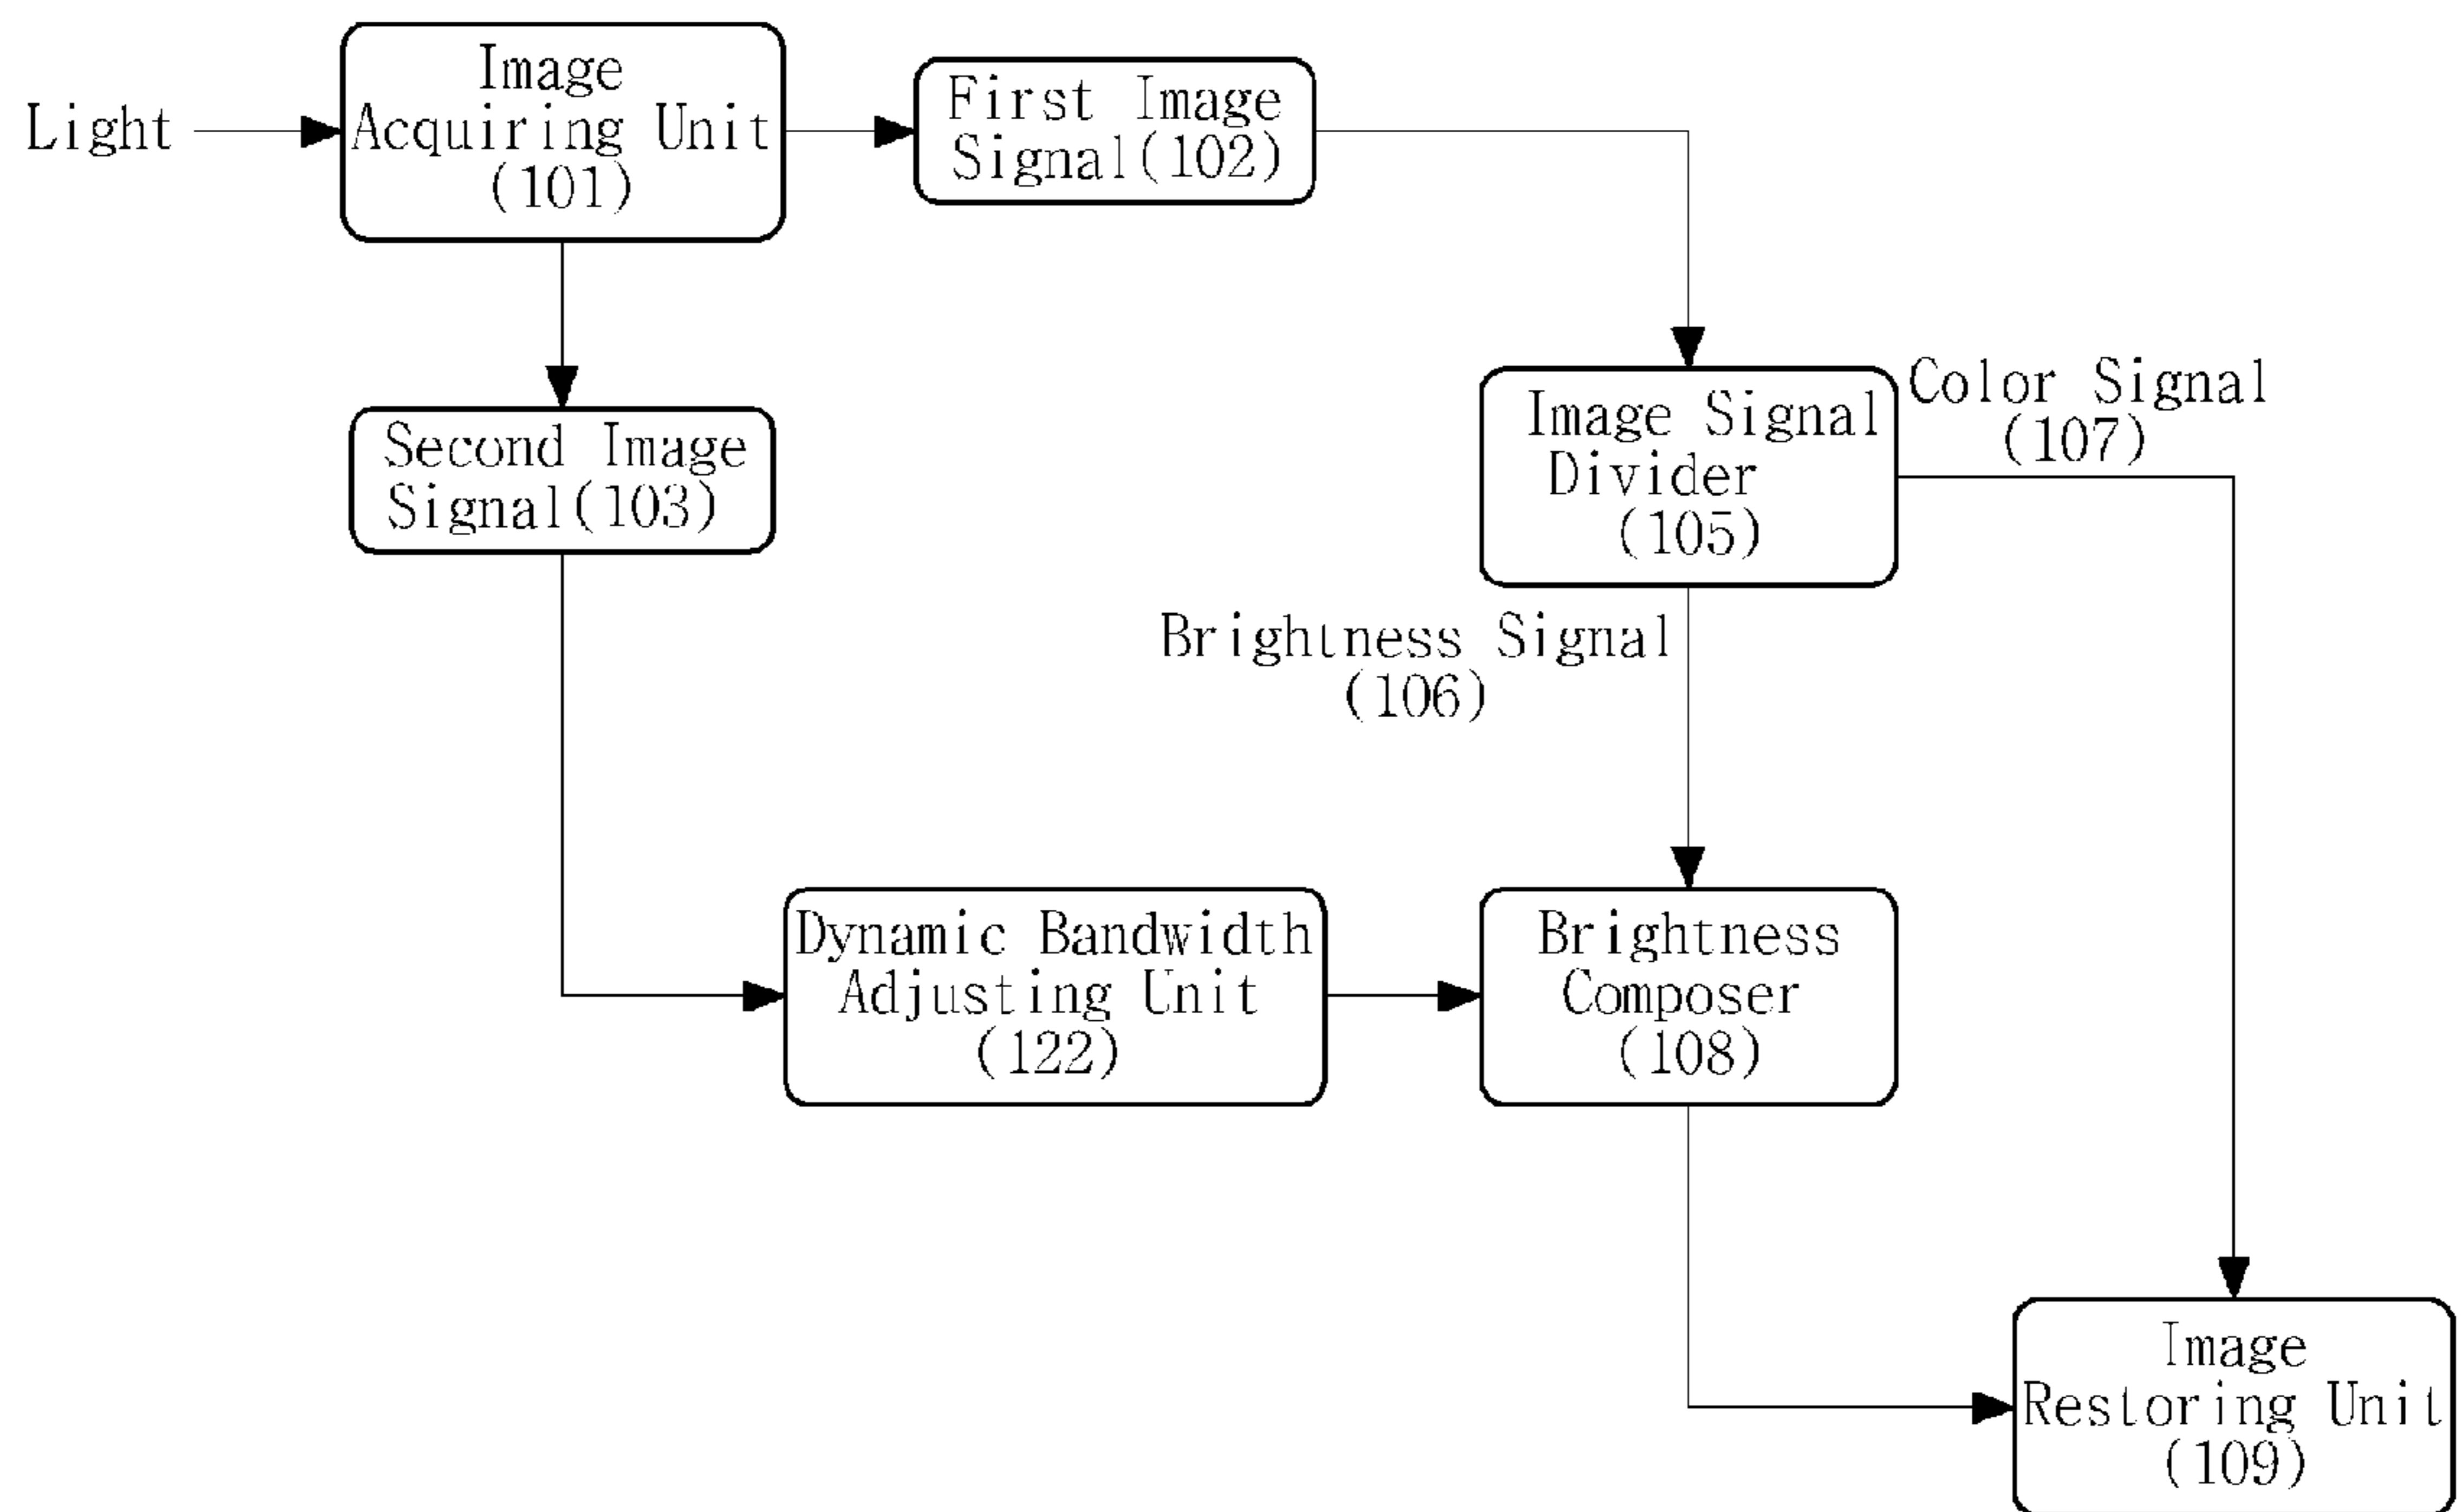 Light
Image
Acquiring Unit
(101)
First Image
Signal(102)
Second Image
Signal(103)
Image Signal
Divider
(105)
Color Signal
(107)
Brightness Signal
(106)
Dynamic Bandwidth
Adjusting Unit
(122)
Brightness
Composer
(108)
Image
Restoring Unit
(109)